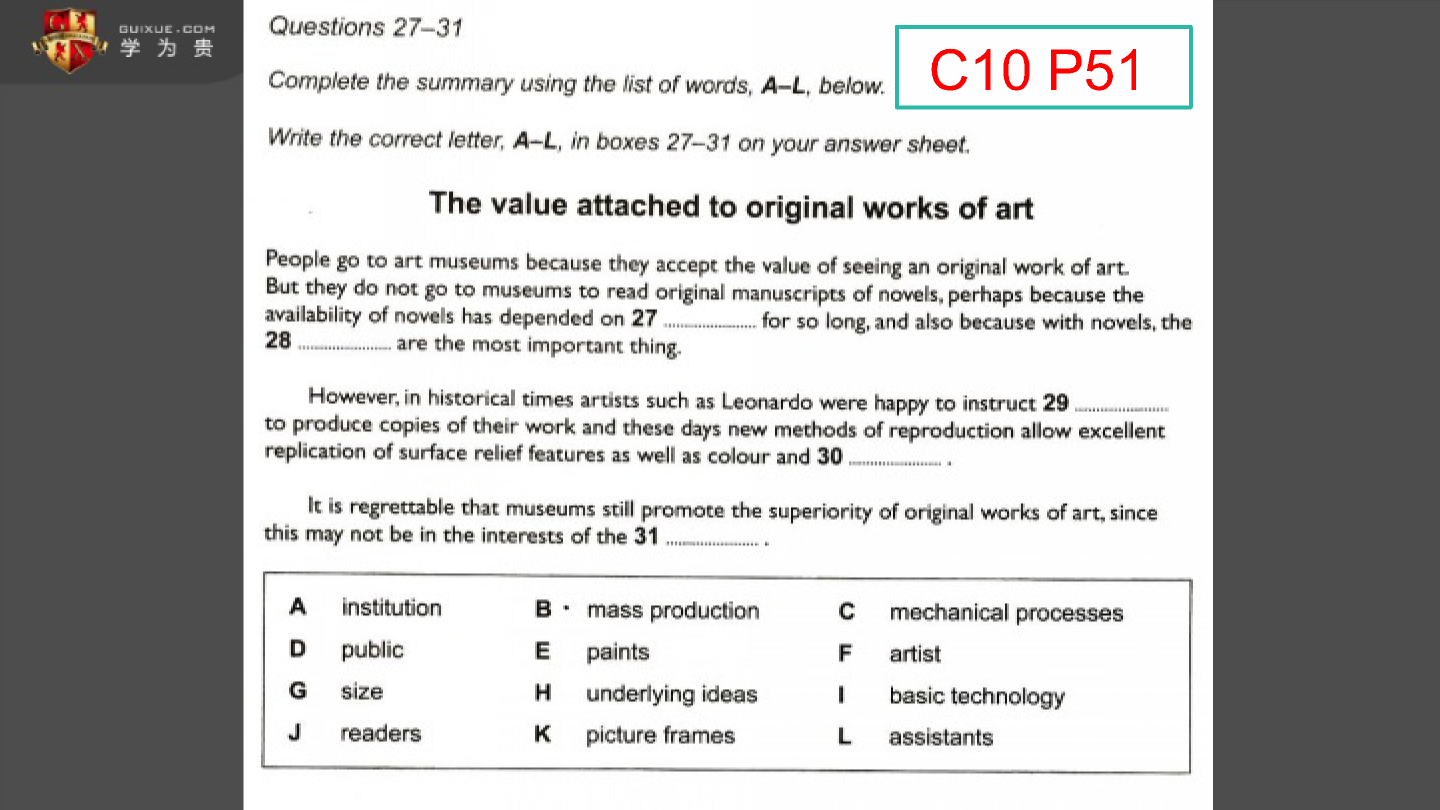 GUIXUE.COM
学为贵
C10 P51
Questions 27–31
Complete the summary using the list of words, A–L, below.
Write the correct letter, A–L, in boxes 27–31 on your answer sheet.
The value attached to original works of art
People go to art museums because they accept the value of seeing an original work of art.
But they do not go to museums to read original manuscripts of novels, perhaps because the
availability of novels has depended on 27 ........................ for so long, and also because with novels, the
28 ........................ are the most important thing.
However, in historical times artists such as Leonardo were happy to instruct 29 ........................
to produce copies of their work and these days new methods of reproduction allow excellent
replication of surface relief features as well as colour and 30 ........................ .
It is regrettable that museums still promote the superiority of original works of art, since
this may not be in the interests of the 31 ........................ .
A institution B mass production C mechanical processes
D public E paints F artist
G size H underlying ideas I basic technology
J readers K picture frames L assistants